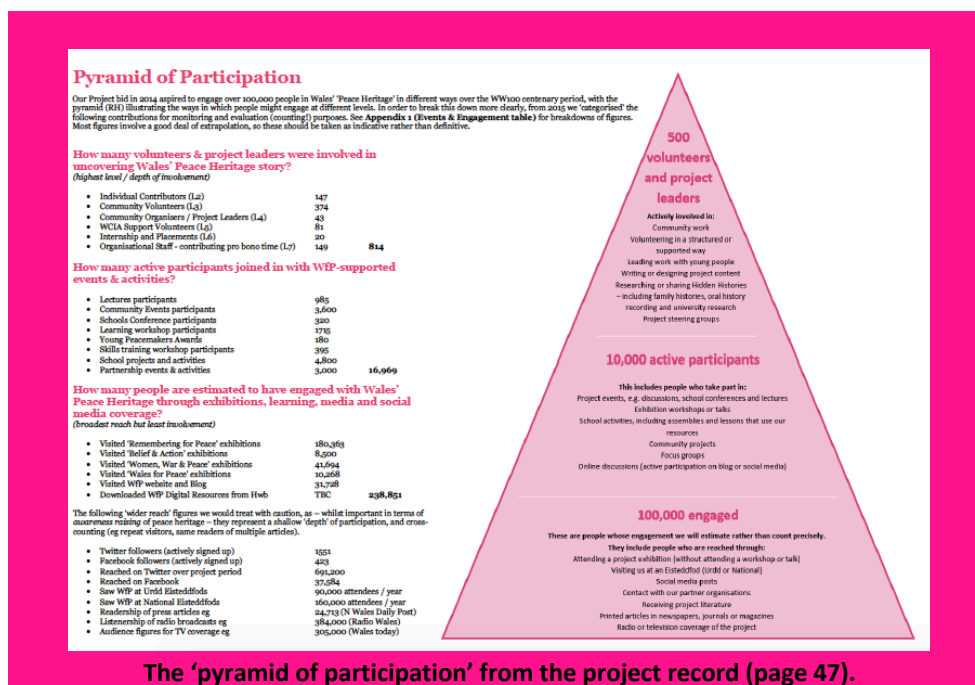 Pyramid of Participation
Our Project bid in 2014 aspired to engage over 100,000 people in Wales' 'Peace Heritage' in different ways over the WW100 centenary period, with the
pyramid (RH) illustrating the ways in which people might engage at different levels. In order to break this down more clearly, from 2015 we 'categorised' the
following contributions for monitoring and evaluation (counting!) purposes. See Appendix 1 (Events & Engagement table) for breakdowns of figures.
Most figures involve a good deal of extrapolation, so these should be taken as indicative rather than definitive.
How many volunteers & project leaders were involved in
uncovering Wales' Peace Heritage story?
(highest level / depth of involvement)
• Individual Contributors (L2) 147
• Community Volunteers (L3) 374
• Community Organisers / Project Leaders (L4) 43
• WCIA Support Volunteers (L5) 81
• Internship and Placements (L6) 20
• Organisational Staff - contributing pro bono time (L7) 149 814
How many active participants joined in with WfP-supported
events & activities?
• Lectures participants 985
• Community Events participants 3,600
• Schools Conference participants 320
• Learning workshop participants 1715
• Young Peacemakers Awards 180
• Skills training workshop participants 395
• School projects and activities 4,800
• Partnership events & activities 3,000 16,969
How many people are estimated to have engaged with Wales'
Peace Heritage through exhibitions, learning, media and social
media coverage?
(broadest reach but least involvement)
• Visited 'Remembering for Peace' exhibitions 180,363
• Visited 'Belief & Action' exhibitions 8,500
• Visited 'Women, War & Peace' exhibitions 41,694
• Visited 'Wales for Peace' exhibitions 10,268
• Visited WfP website and Blog 31,728
• Downloaded WfP Digital Resources from Hwb TBC 238,851
The following 'wider reach' figures we would treat with caution, as – whilst important in terms of
awareness raising of peace heritage – they represent a shallow 'depth' of participation, and cross-
counting (eg repeat visitors, same readers of multiple articles).
• Twitter followers (actively signed up) 1551
• Facebook followers (actively signed up) 423
• Reached on Twitter over project period 691,200
• Reached on Facebook 37,584
• Saw WfP at Urdd Eisteddfods 90,000 attendees / year
• Saw WfP at National Eisteddfods 160,000 attendees / year
• Readership of press articles eg 24,713 (N Wales Daily Post)
• Listenership of radio broadcasts eg 384,000 (Radio Wales)
• Audience figures for TV coverage eg 305,000 (Wales today)
500
volunteers
and project
leaders
Actively involved in:
Community work
Volunteering in a structured or
supported way
Leading work with young people
Writing or designing project content
Researching or sharing Hidden Histories
– including family histories, oral history
recording and university research
Project steering groups
10,000 active participants
This includes people who take part in:
Project events, e.g. discussions, school conferences and lectures
Exhibition workshops or talks
School activities, including assemblies and lessons that use our
resources
Community projects
Focus groups
Online discussions (active participation on blog or social media)
100,000 engaged
These are people whose engagement we will estimate rather than count precisely.
They include people who are reached through:
Attending a project exhibition (without attending a workshop or talk)
Visiting us at an Eisteddfod (Urdd or National)
Social media posts
Contact with our partner organisations
Receiving project literature
Printed articles in newspapers, journals or magazines
Radio or television coverage of the project
The 'pyramid of participation' from the project record (page 47).